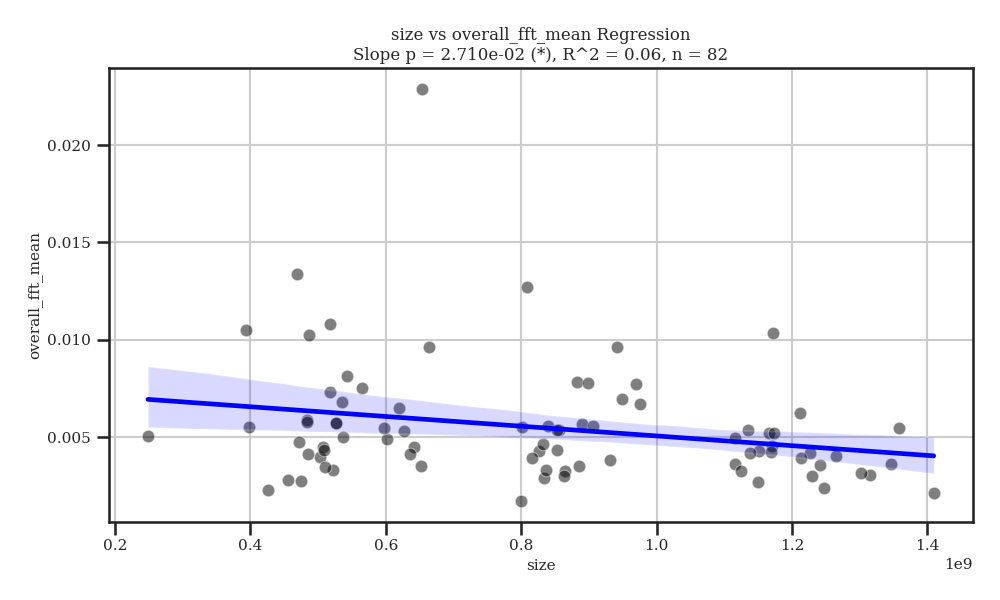 size vs overall_fft_mean Regression
Slope p = 2.710e-02 (*), R^2 = 0.06, n = 82
overall_fft_mean
0.020
0.015
0.010
0.005
0.2
0.4
0.6
0.8
1.0
1.2
1.4
1e9
size